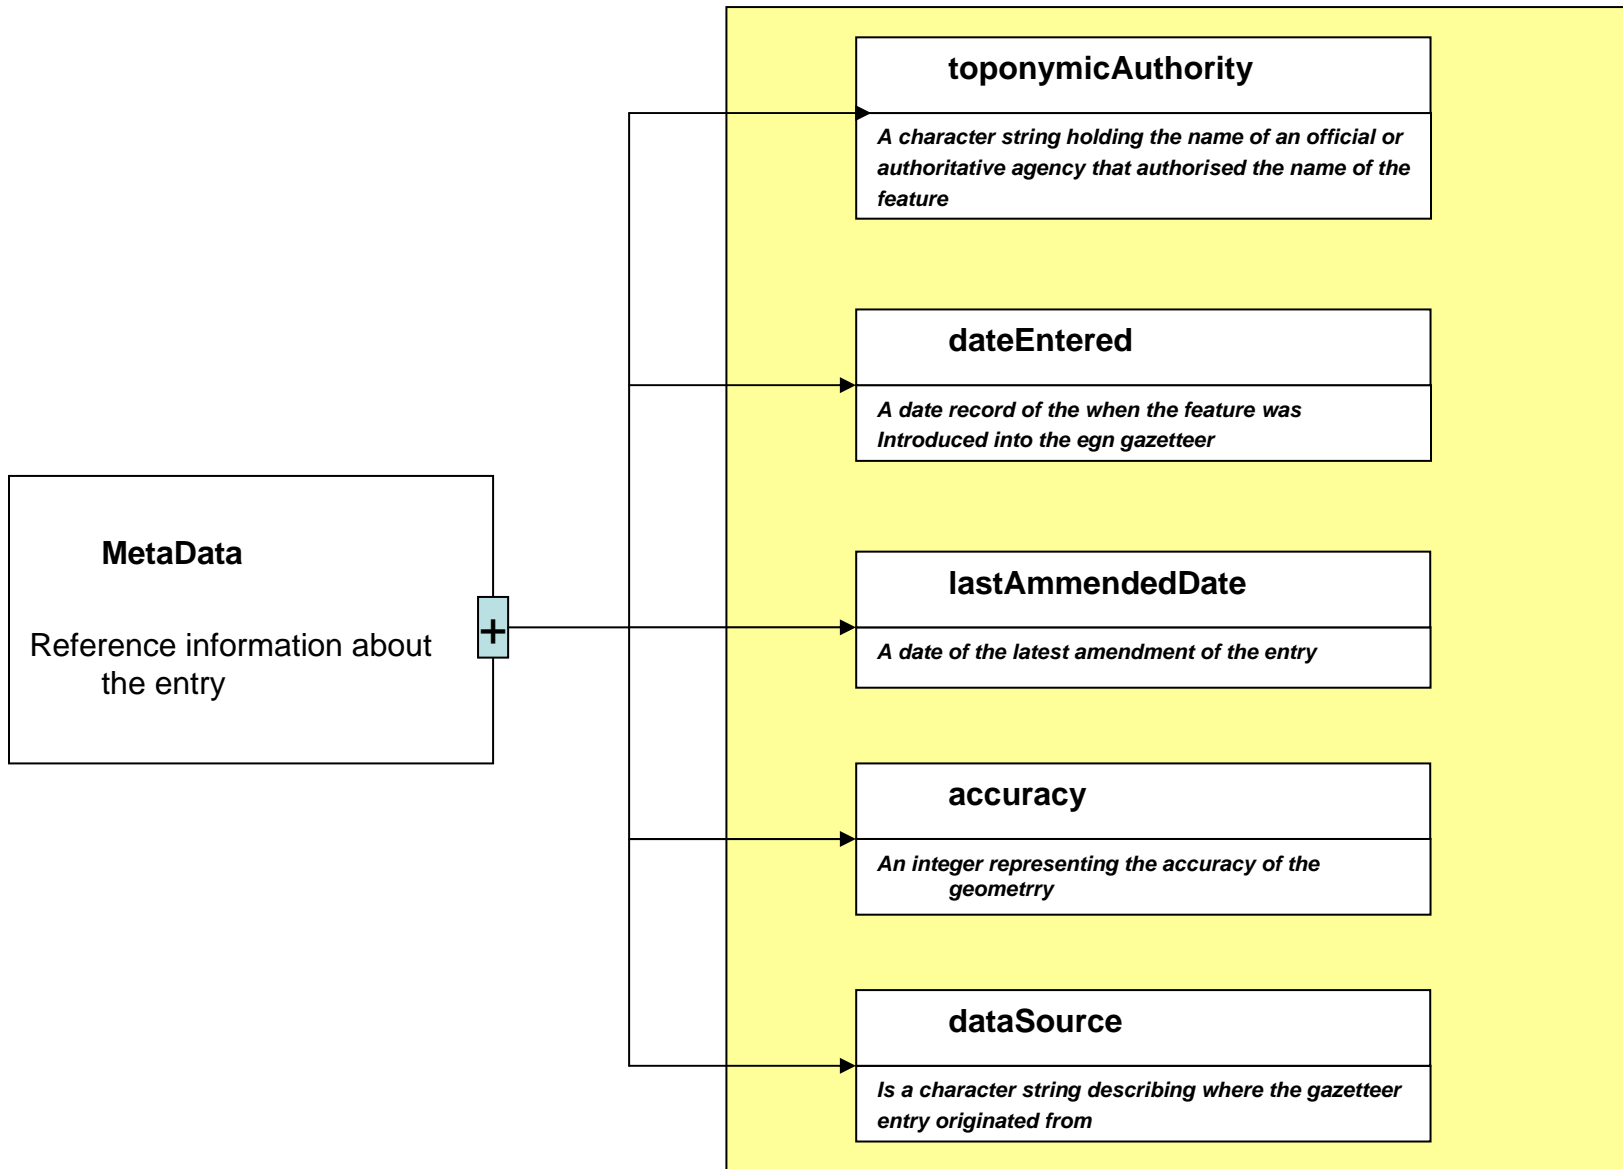 toponymicAuthority
A character string holding the name of an official or
authoritative agency that authorised the name of the
feature
dateEntered
A date record of the when the feature was
Introduced into the egn gazetteer
MetaData
Reference information about
the entry
+
lastAmmendedDate
A date of the latest amendment of the entry
accuracy
An integer representing the accuracy of the
geometrry
dataSource
Is a character string describing where the gazetteer
entry originated from